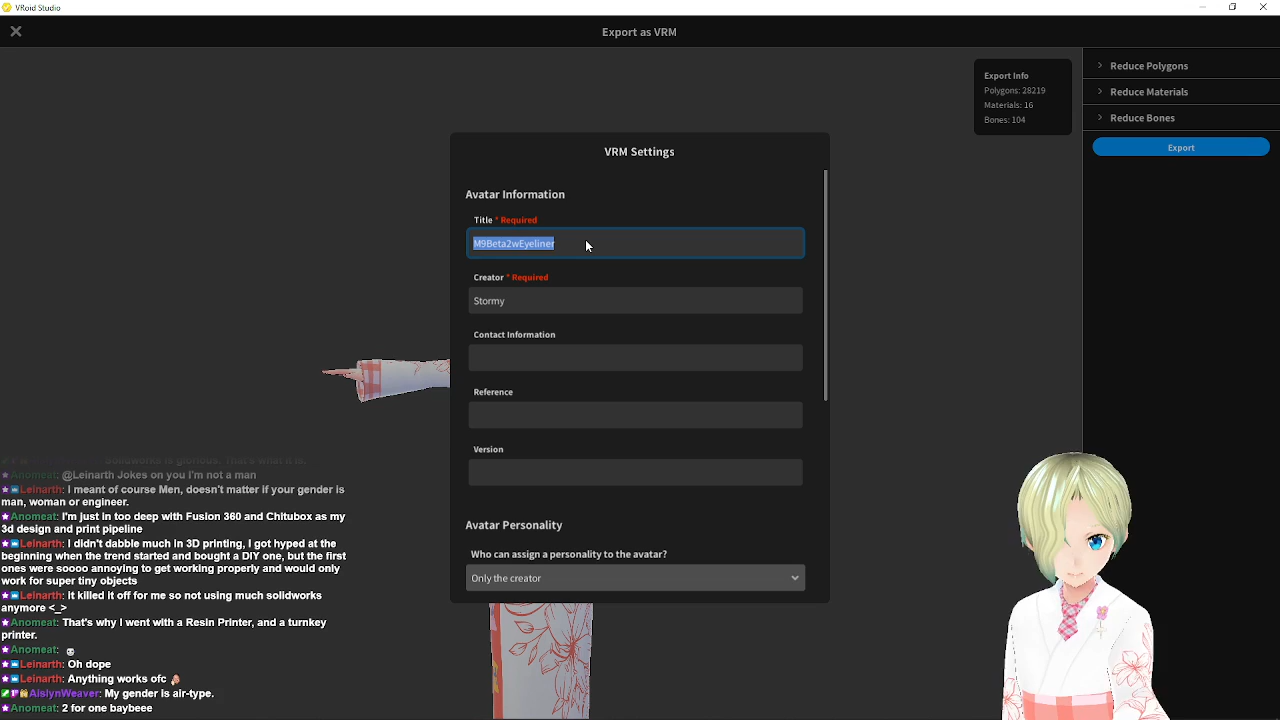 VRoid Studio
Export as VRM
Export Info
Polygons: 28219
Materials: 16
Bones: 104
Reduce Polygons
Reduce Materials
Reduce Bones
Export
VRM Settings
Avatar Information
Title * Required
M9Beta2wEyeliner
Creator * Required
Stormy
Contact Information
Reference
Version
Avatar Personality
Who can assign a personality to the avatar?
Only the creator
Solidworks is glorious. That's what it is.
Anomeat: @Leinarth Jokes on you I'm not a man
Leinarth: I meant of course Men, doesn't matter if your gender is
man, woman or engineer.
Anomeat: I'm just in too deep with Fusion 360 and Chitubox as my
3d design and print pipeline
Leinarth: I didn't dabble much in 3D printing, I got hyped at the
beginning when the trend started and bought a DIY one, but the first
ones were soooo annoying to get working properly and would only
work for super tiny objects
Leinarth: It killed it off for me so not using much solidworks
anymore <_>
Anomeat: That's why I went with a Resin Printer, and a turnkey
printer.
Anomeat:
Leinarth: Oh dope
Leinarth: Anything works ofc
AislynWeaver: My gender is air-type.
Anomeat: 2 for one baybeee